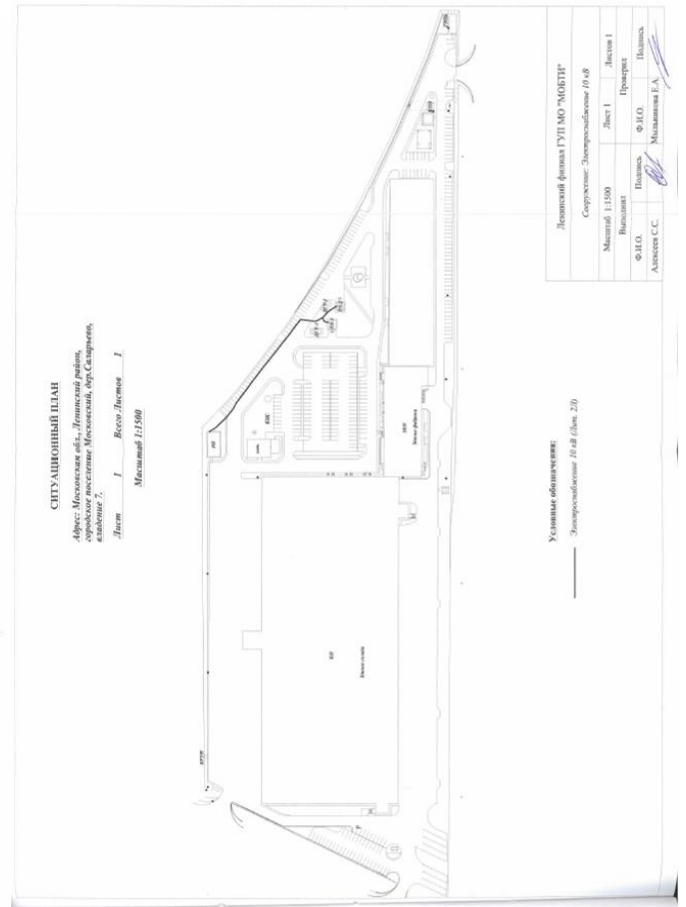 СИТУАЦИОННЫЙ ПЛАН
Адрес: Московская обл., Ленинский район,
городское поселение Московский, дер.Саларьево,
владение 7.
Лист 1 Всего Листов 1
Масштаб 1:1500
Условные обозначения:
Электроснабжение 10 кВ (Лит. 2Л)
Ленинский филиал ГУП МО "МОБТИ"
Сооружение: Электроснабжение 10 кВ
Масштаб 1:1500 Лист 1 Листов 1
Выполнил Проверил
Ф.И.О. Подпись Ф.И.О. Подпись
Алексеев С.С. Мыльникова Е.А.